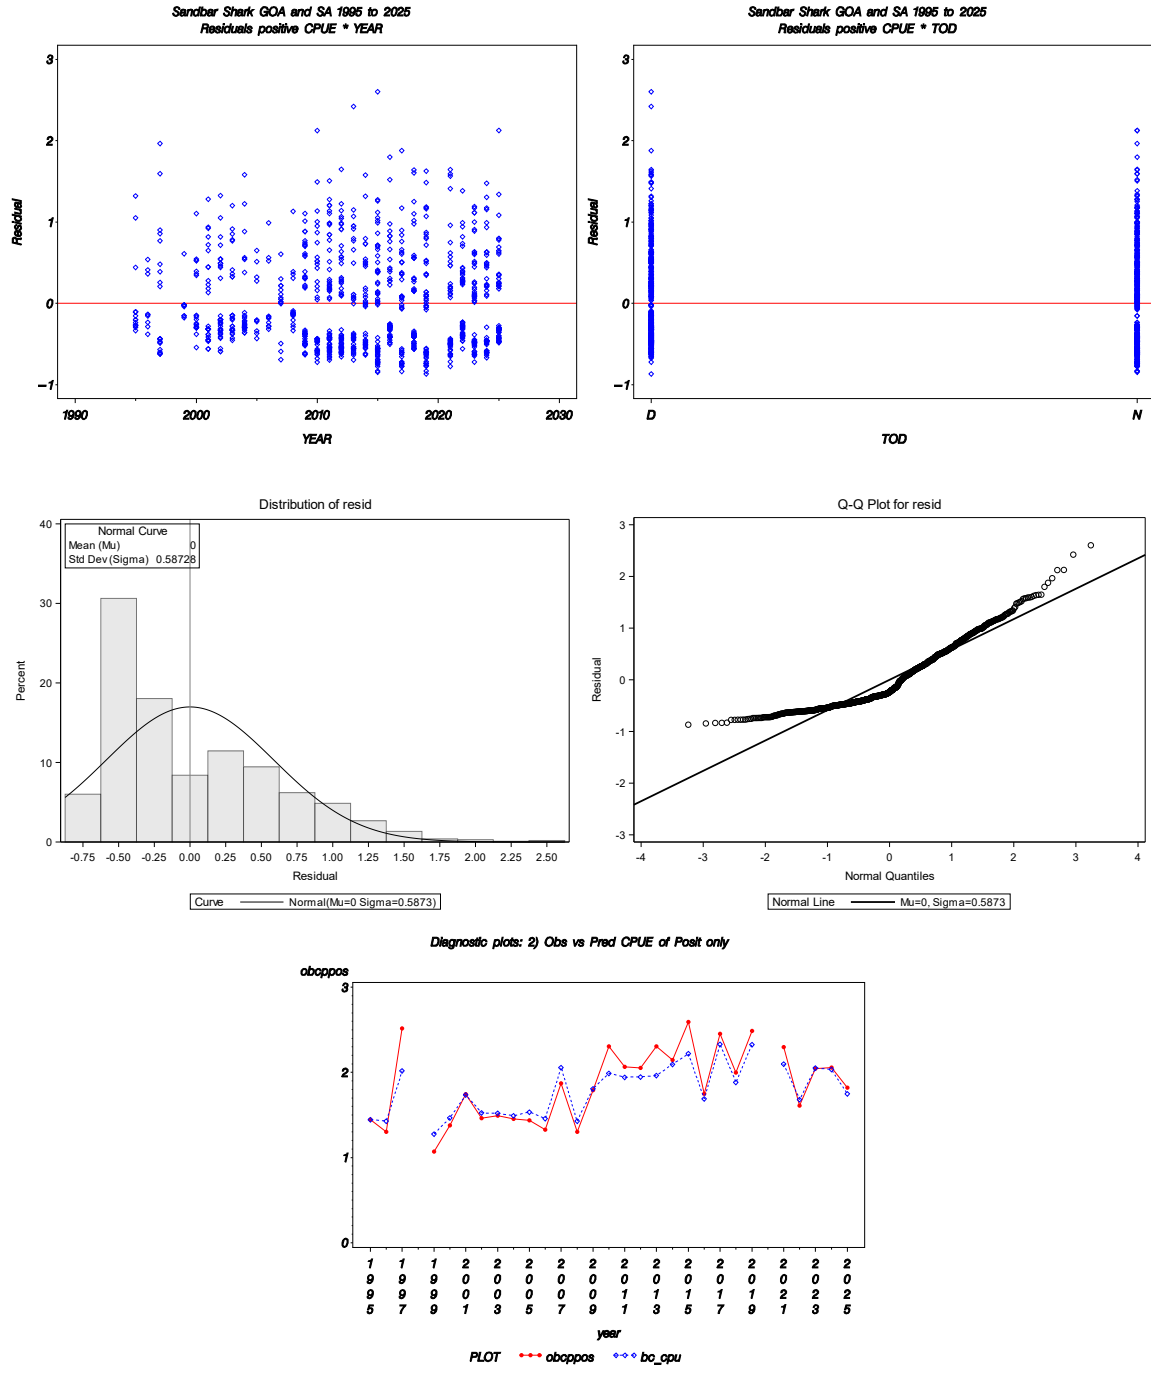 Sandbar Shark GOA and SA 1995 to 2025
Residuals positive CPUE * YEAR
3
2
1
0
−1
Residual
1990 2000 2010 2020 2030
YEAR
Sandbar Shark GOA and SA 1995 to 2025
Residuals positive CPUE * TOD
3
2
1
0
−1
Residual
D N
TOD
Distribution of resid
Normal Curve
Mean (Mu) 0
Std Dev (Sigma) 0.58728
40
30
20
10
0
Percent
-0.75 -0.50 -0.25 0.00 0.25 0.50 0.75 1.00 1.25 1.50 1.75 2.00 2.25 2.50
Residual
Curve Normal(Mu=0 Sigma=0.5873)
Q-Q Plot for resid
3
2
1
0
-1
-2
-3
Residual
-4 -3 -2 -1 0 1 2 3 4
Normal Quantiles
Normal Line Mu=0, Sigma=0.5873
Diagnostic plots: 2) Obs vs Pred CPUE of Posit only
obcppos
3
2
1
0
1995 1997 1999 2001 2003 2005 2007 2009 2011 2013 2015 2017 2019 2021 2023 2025
year
PLOT obcppos bc_cpu